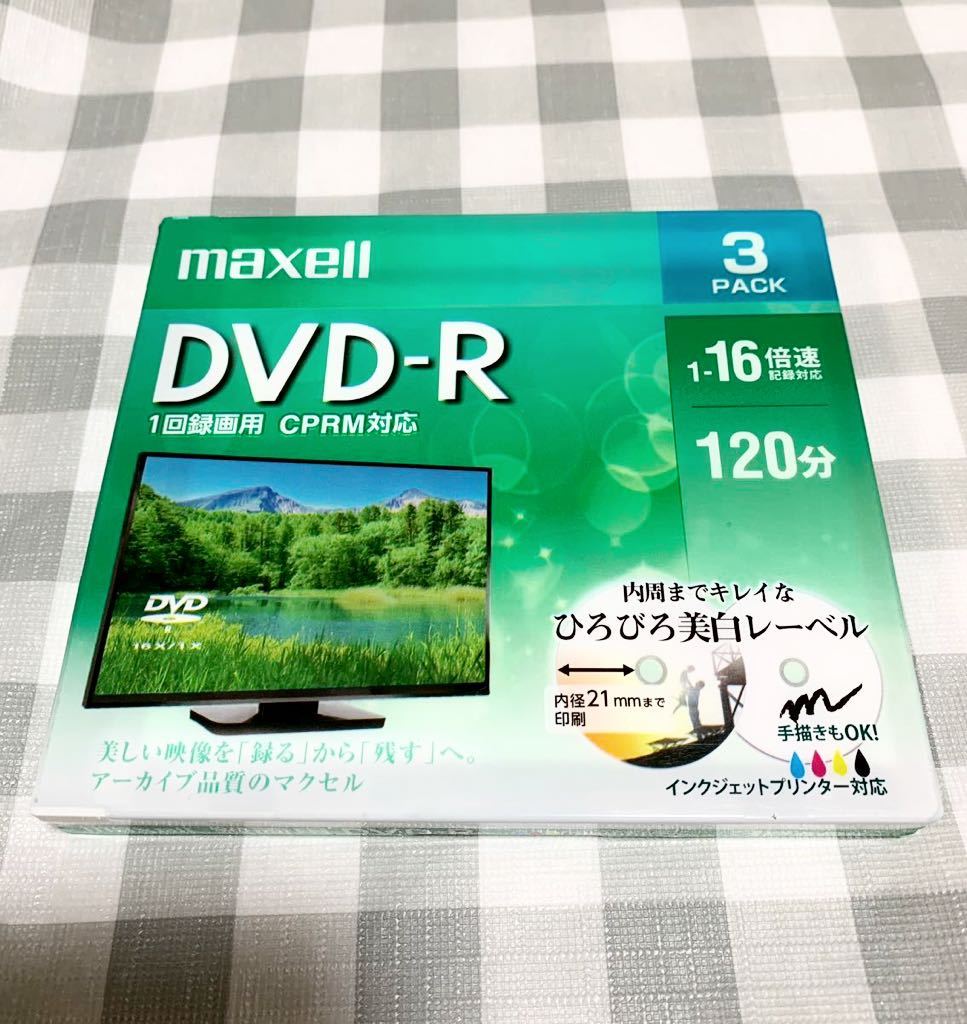 maxell
3
PACK
DVD-R
1回録画用 CPRM対応
1-16倍速
記録対応
120分
DVD
R
16X/1X
内周までキレイな
ひろびろ美白レーベル
内径21mmまで
印刷
手描きもOK!
インクジェットプリンター対応
美しい映像を「録る」から「残す」へ。
アーカイブ品質のマクセル